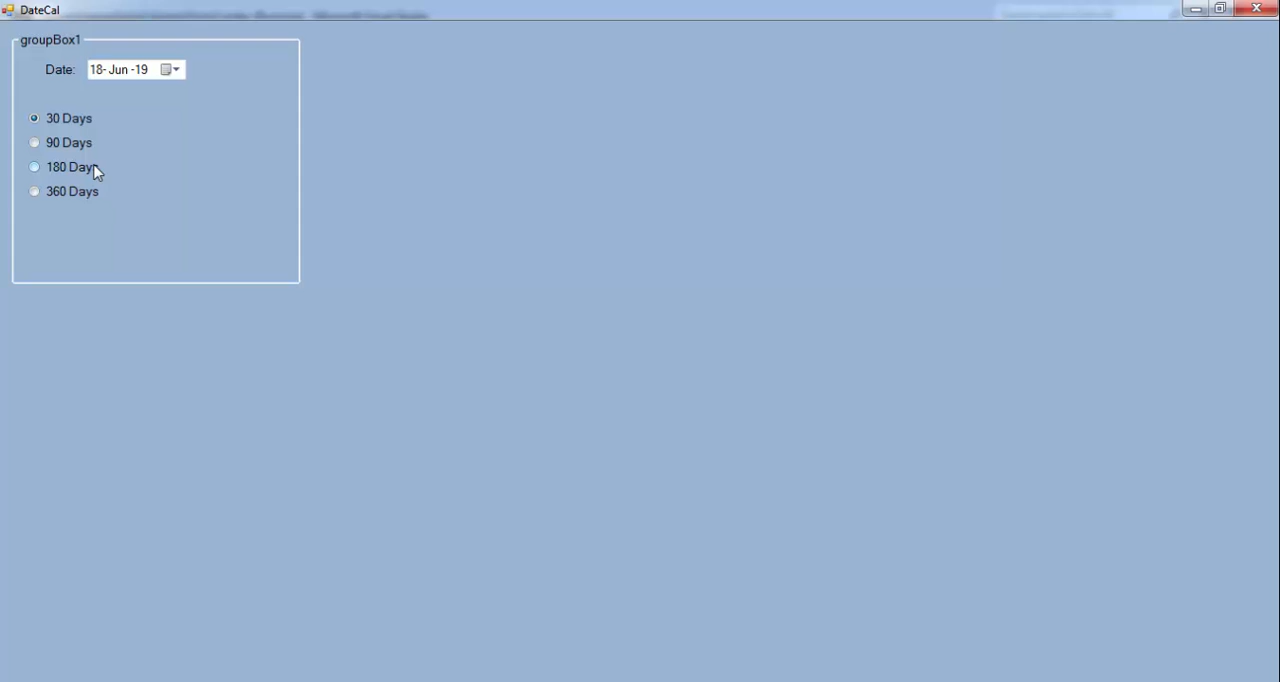 DateCal
groupBox1
Date: 18- Jun -19
30 Days
90 Days
180 Days
360 Days